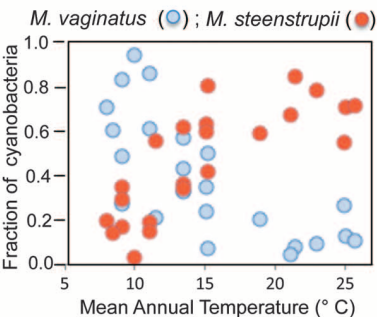 M. vaginatus ( ) ; M. steenstrupii ( )
Fraction of cyanobacteria
1.0
0.8
0.6
0.4
0.2
0.0
5 10 15 20 25
Mean Annual Temperature (° C)